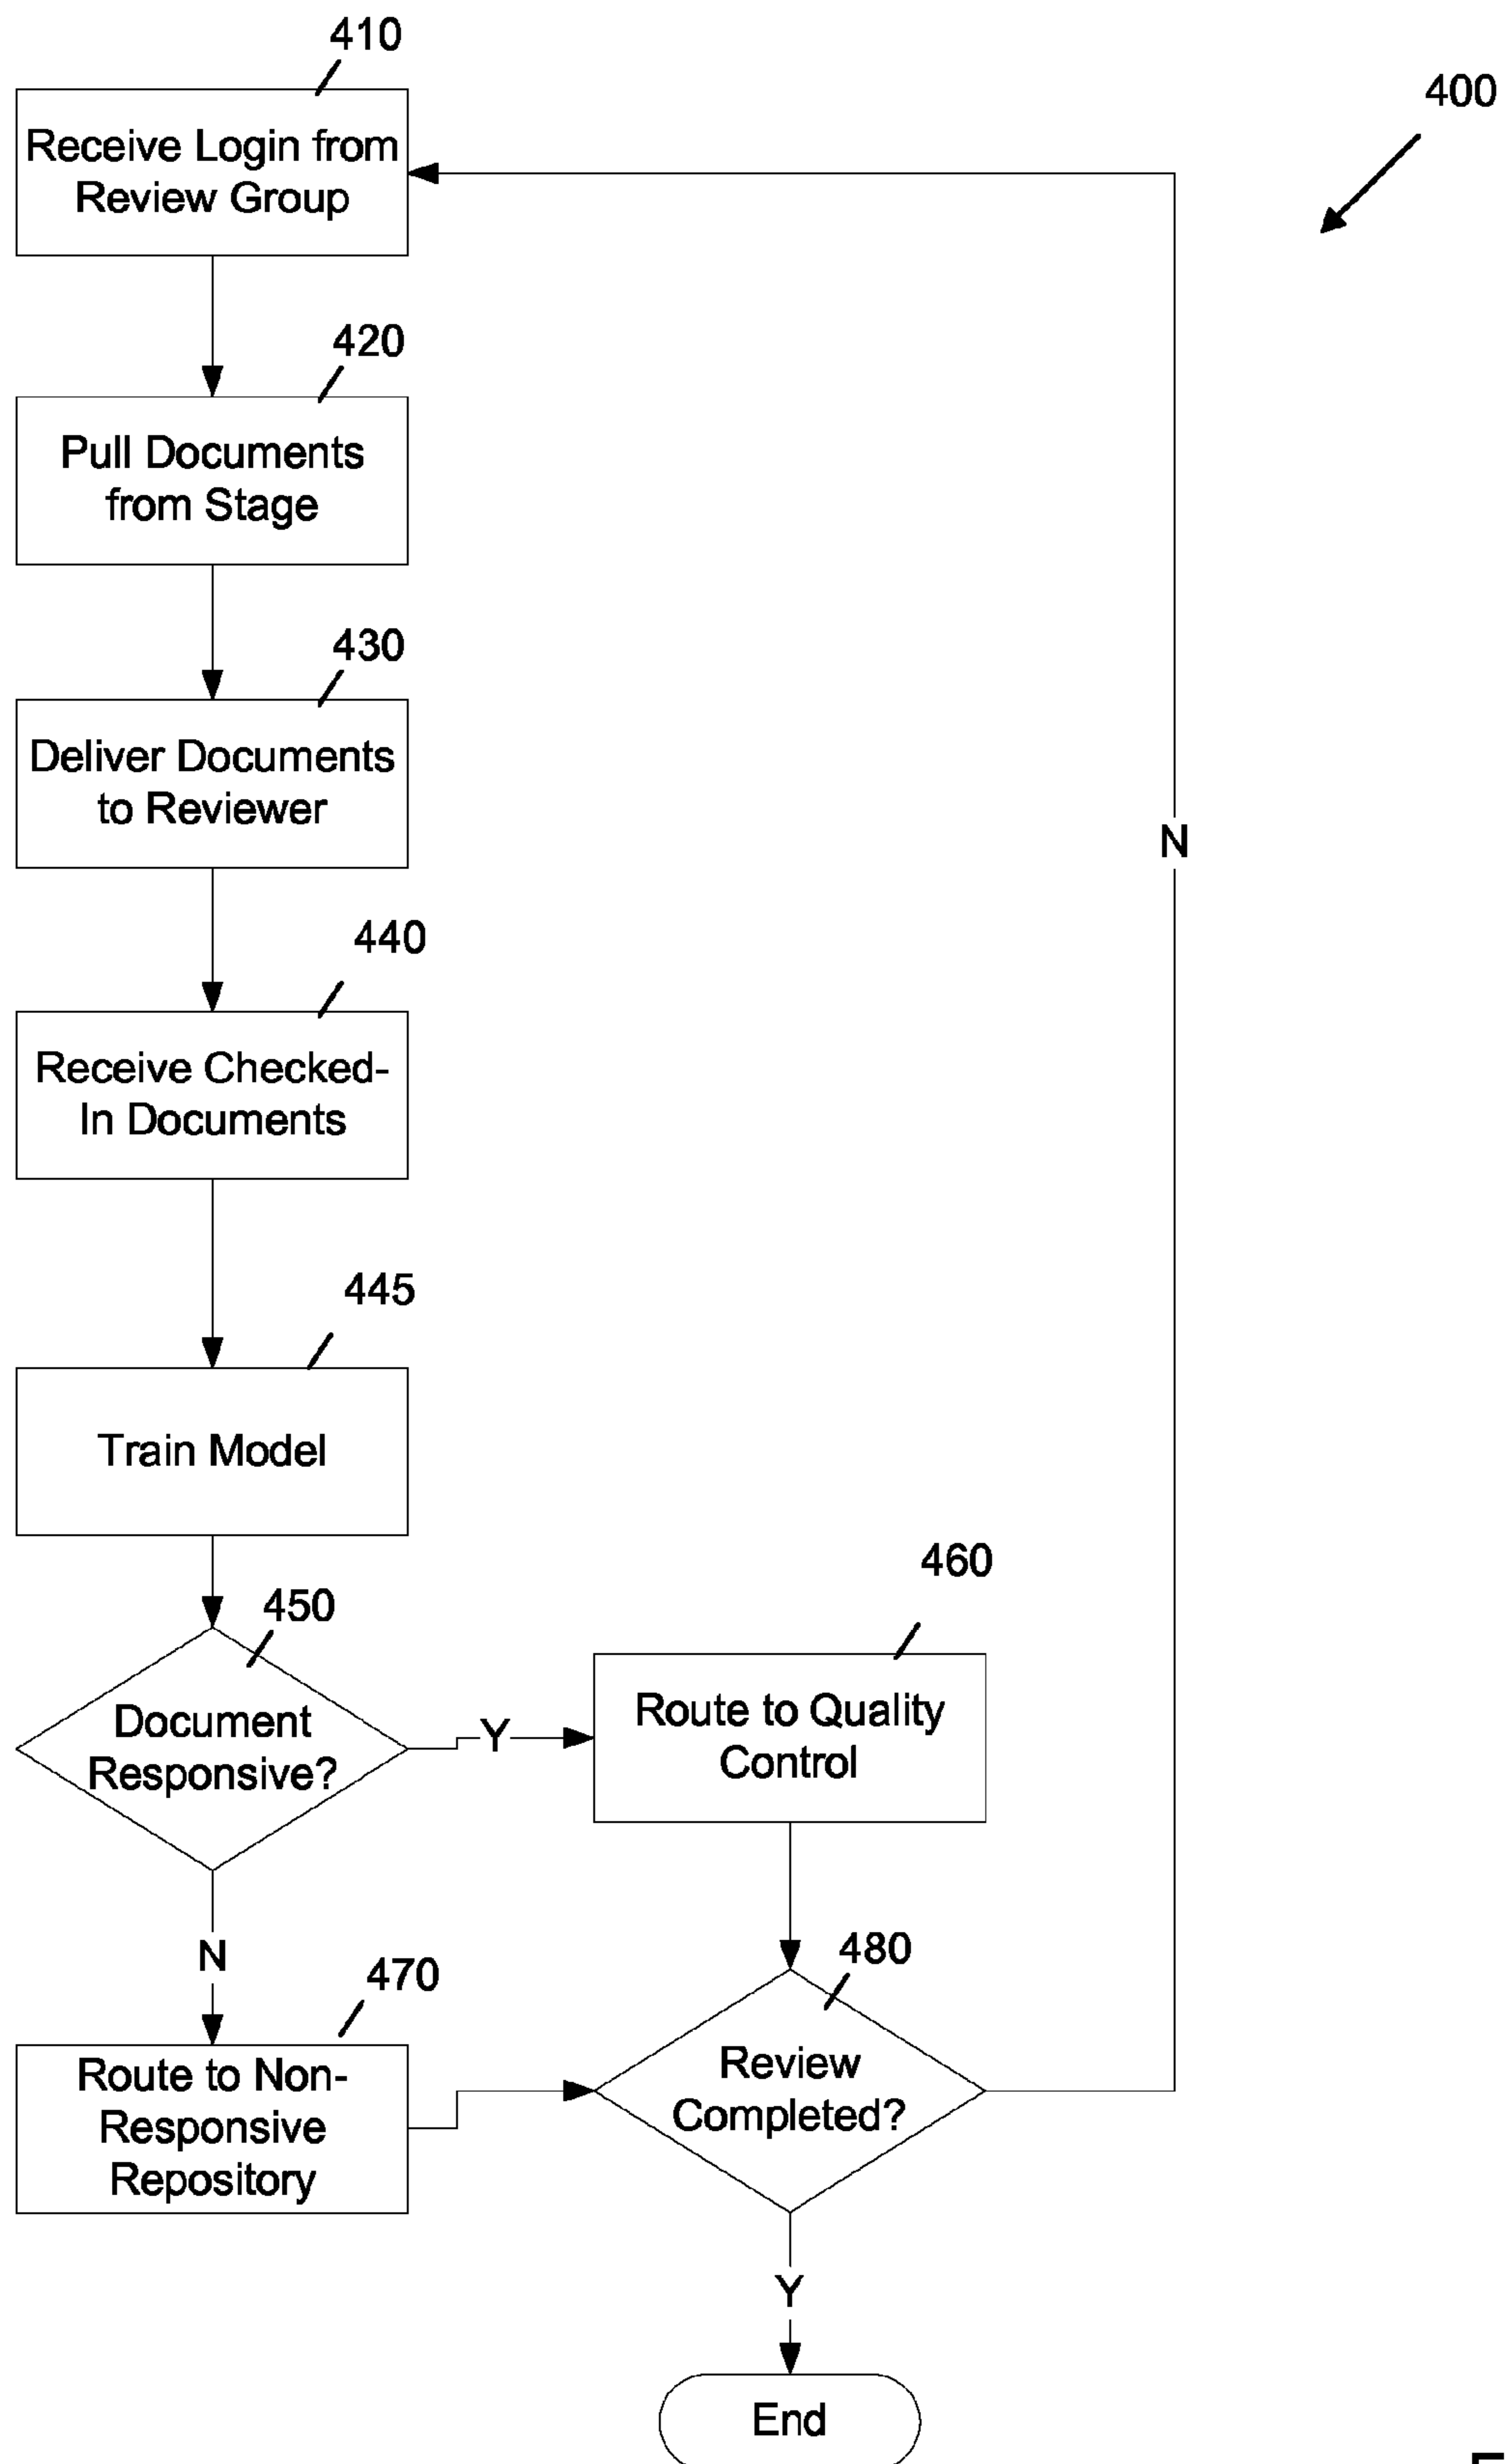 410
400
Receive Login from
Review Group
420
Pull Documents
from Stage
430
Deliver Documents
to Reviewer
N
440
Receive Checked-
In Documents
445
Train Model
460
450
Document
Responsive?
Y
Route to Quality
Control
N
470
480
Route to Non-
Responsive
Repository
Review
Completed?
Y
End